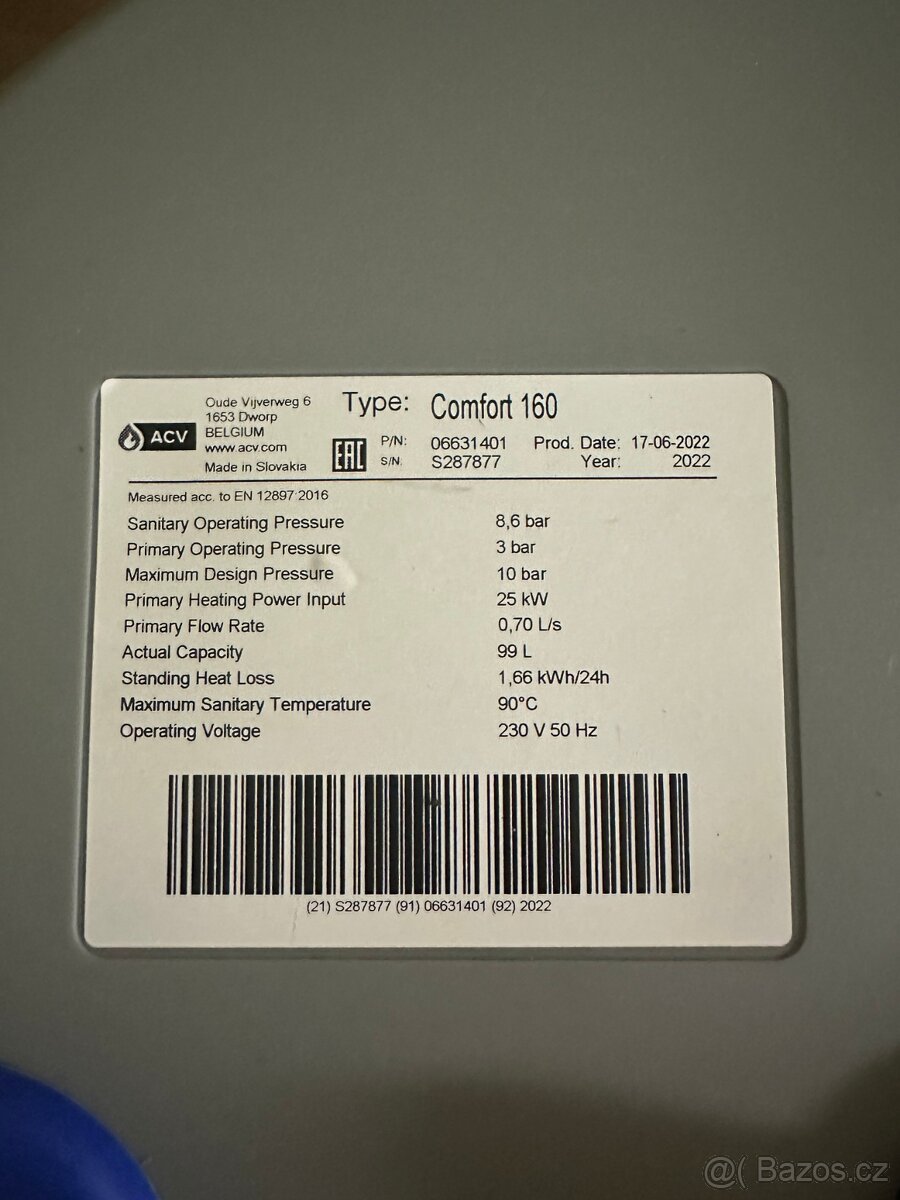 ACV
Oude Vijverweg 6
1653 Dworp
BELGIUM
www.acv.com
Made in Slovakia
EAC
Type: Comfort 160
P/N: 06631401 Prod. Date: 17-06-2022
S/N: S287877 Year: 2022
Measured acc. to EN 12897:2016
Sanitary Operating Pressure 8,6 bar
Primary Operating Pressure 3 bar
Maximum Design Pressure 10 bar
Primary Heating Power Input 25 kW
Primary Flow Rate 0,70 L/s
Actual Capacity 99 L
Standing Heat Loss 1,66 kWh/24h
Maximum Sanitary Temperature 90°C
Operating Voltage 230 V 50 Hz
(21) S287877 (91) 06631401 (92) 2022
@( Bazos.cz